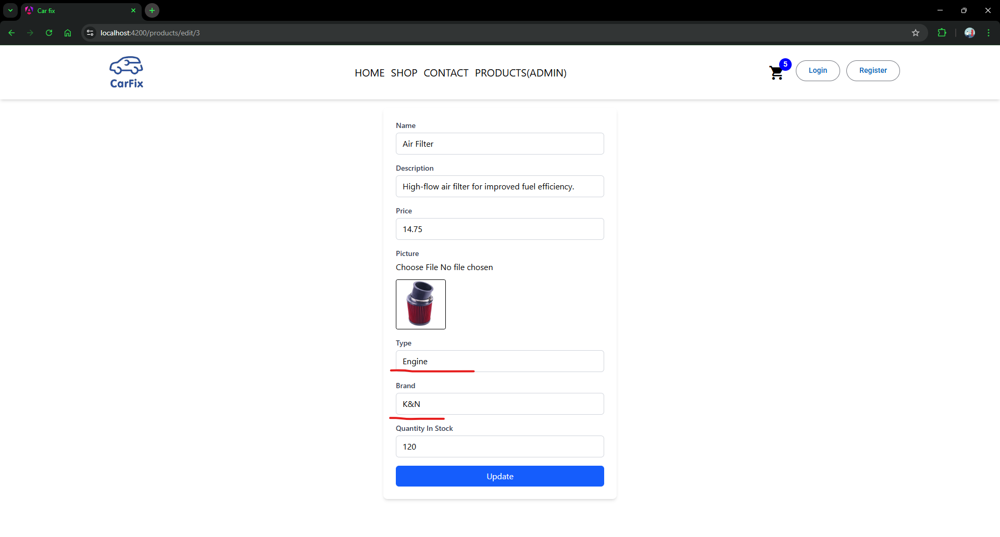 Car fix
localhost:4200/products/edit/3
CarFix
HOME SHOP CONTACT PRODUCTS(ADMIN)
5
Login
Register
Name
Air Filter
Description
High-flow air filter for improved fuel efficiency.
Price
14.75
Picture
Choose File No file chosen
Type
Engine
Brand
K&N
Quantity In Stock
120
Update